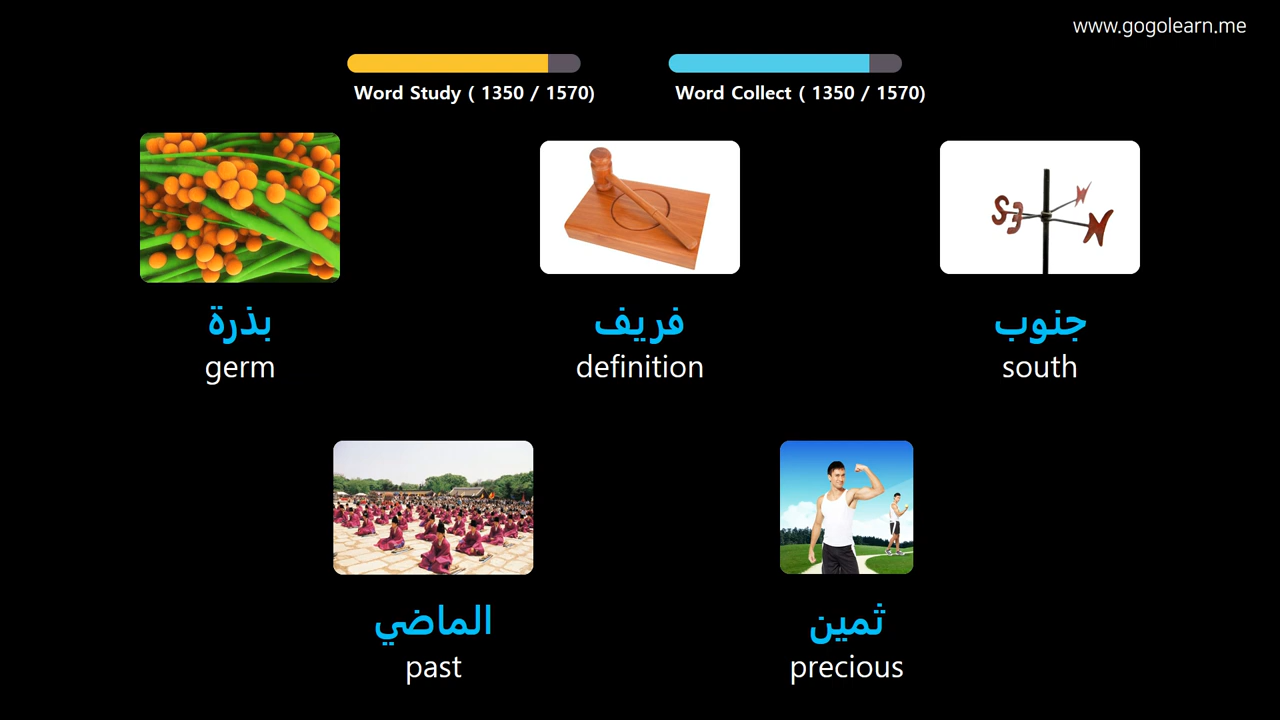 www.gogolearn.me
Word Study ( 1350 / 1570)
Word Collect ( 1350 / 1570)
بذرة
germ
فريف
definition
جنوب
south
الماضي
past
ثمين
precious